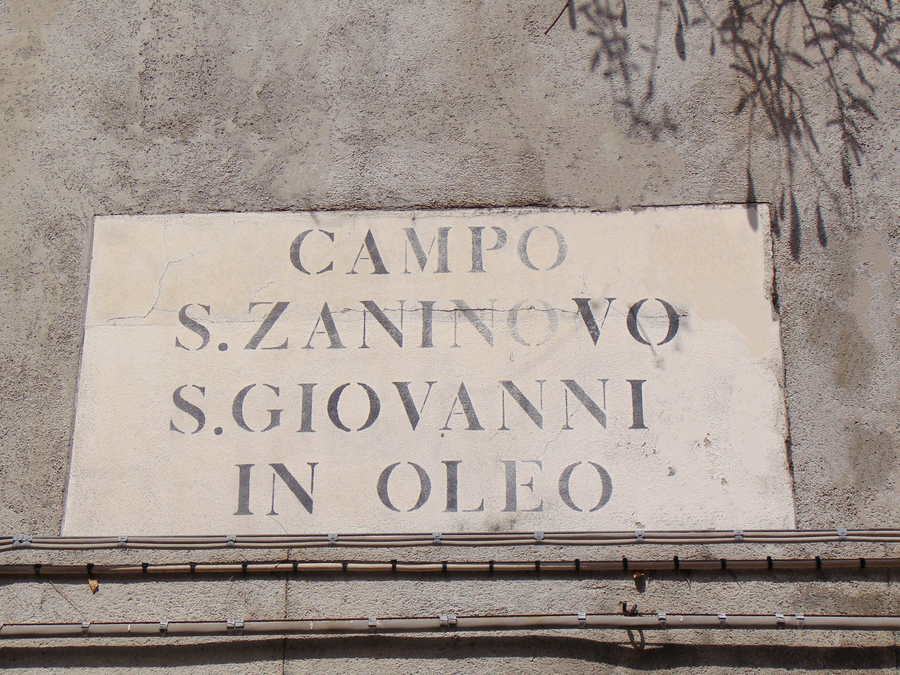 CAMPO
S. ZANINOVO
S. GIOVANNI
IN OLEO